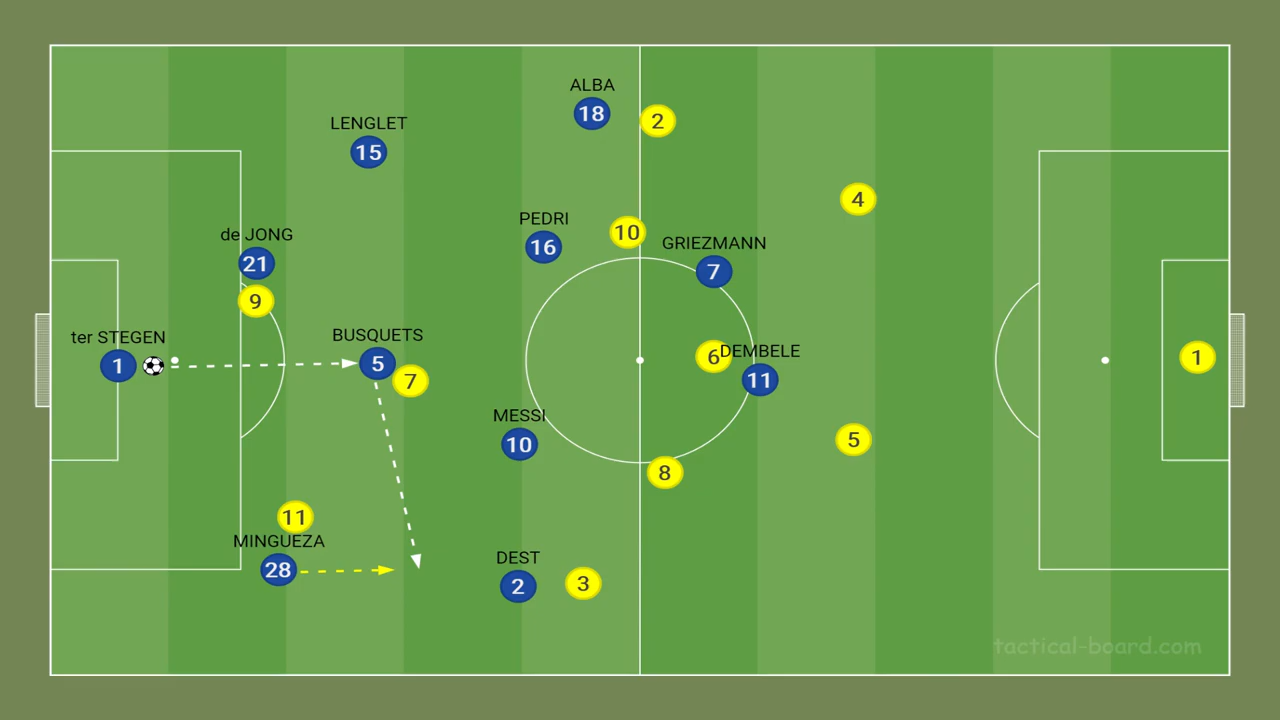 ALBA
18
2
LENGLET
15
4
PEDRI
16
10
de JONG
21
GRIEZMANN
7
9
ter STEGEN
1
BUSQUETS
5
7
6
DEMBELE
11
1
MESSI
10
5
8
11
MINGUEZA
28
DEST
2
3
tactical-board.com